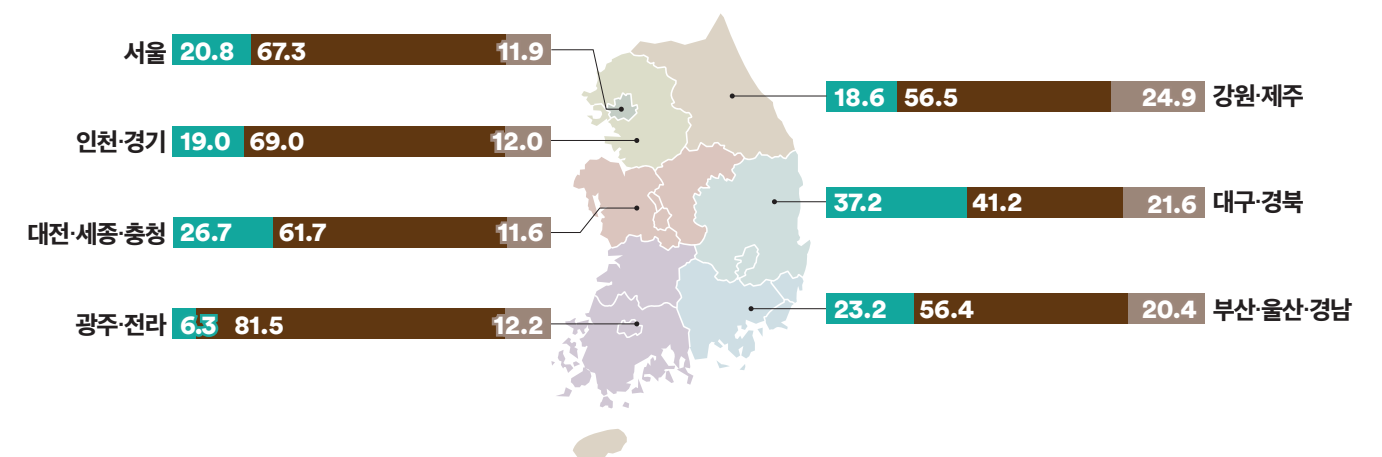 서울 20.8 67.3 11.9
인천·경기 19.0 69.0 12.0
대전·세종·충청 26.7 61.7 11.6
광주·전라 6.3 81.5 12.2
18.6 56.5 24.9 강원·제주
37.2 41.2 21.6 대구·경북
23.2 56.4 20.4 부산·울산·경남